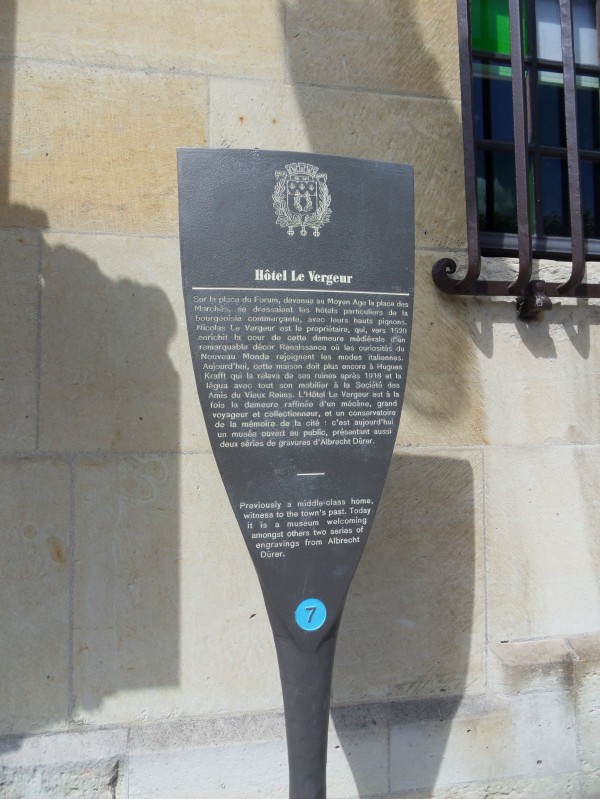 Hôtel Le Vergeur
Sur la place du Forum, devenue au Moyen Age la place des
Marchés, se dressaient les hôtels particuliers de la
bourgeoisie commerçante, avec leurs hauts pignons.
Nicolas Le Vergeur est le propriétaire, qui, vers 1520
enrichit la cour de cette demeure médiévale d'un
remarquable décor Renaissance où les curiosités du
Nouveau Monde rejoignent les modes italiennes.
Aujourd'hui, cette maison doit plus encore à Hugues
Krafft qui la releva de ses ruines après 1918 et la
légua avec tout son mobilier à la Société des
Amis du Vieux Reims. L'Hôtel Le Vergeur est à la
fois la demeure raffinée d'un mécène, grand
voyageur et collectionneur, et un conservatoire
de la mémoire de la cité : c'est aujourd'hui
un musée ouvert au public, présentant aussi
deux séries de gravures d'Albrecht Dürer.
Previously a middle-class home,
witness to the town's past. Today
it is a museum welcoming
amongst others two series of
engravings from Albrecht
Dürer.
7